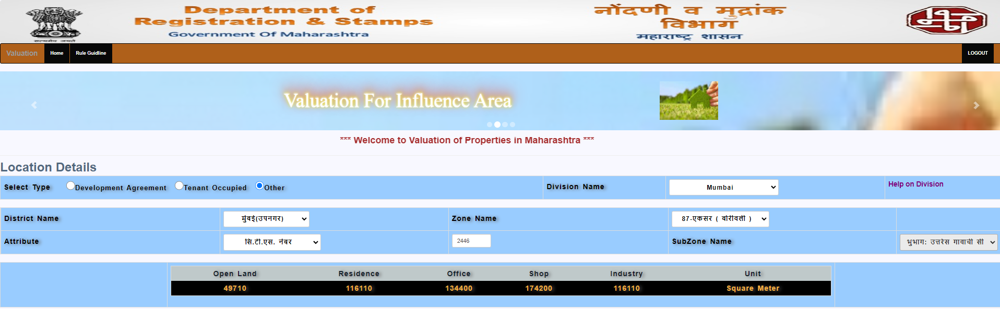 Department of
Registration & Stamps
Government Of Maharashtra
नोंदणी व मुद्रांक
विभाग
महाराष्ट्र शासन
सत्यमेव जयते
Valuation Home Rule Guidline LOGOUT
Valuation For Influence Area
*** Welcome to Valuation of Properties in Maharashtra ***
Location Details
Select Type Development Agreement Tenant Occupied Other Division Name Mumbai Help on Division
District Name मुंबई(उपनगर) Zone Name 87-एकसर ( बोरीवली )
Attribute सि.टी.एस. नंबर 2446 SubZone Name भुभाग: उत्तरेस गावाची सी
Open Land Residence Office Shop Industry Unit
49710 116110 134400 174200 116110 Square Meter